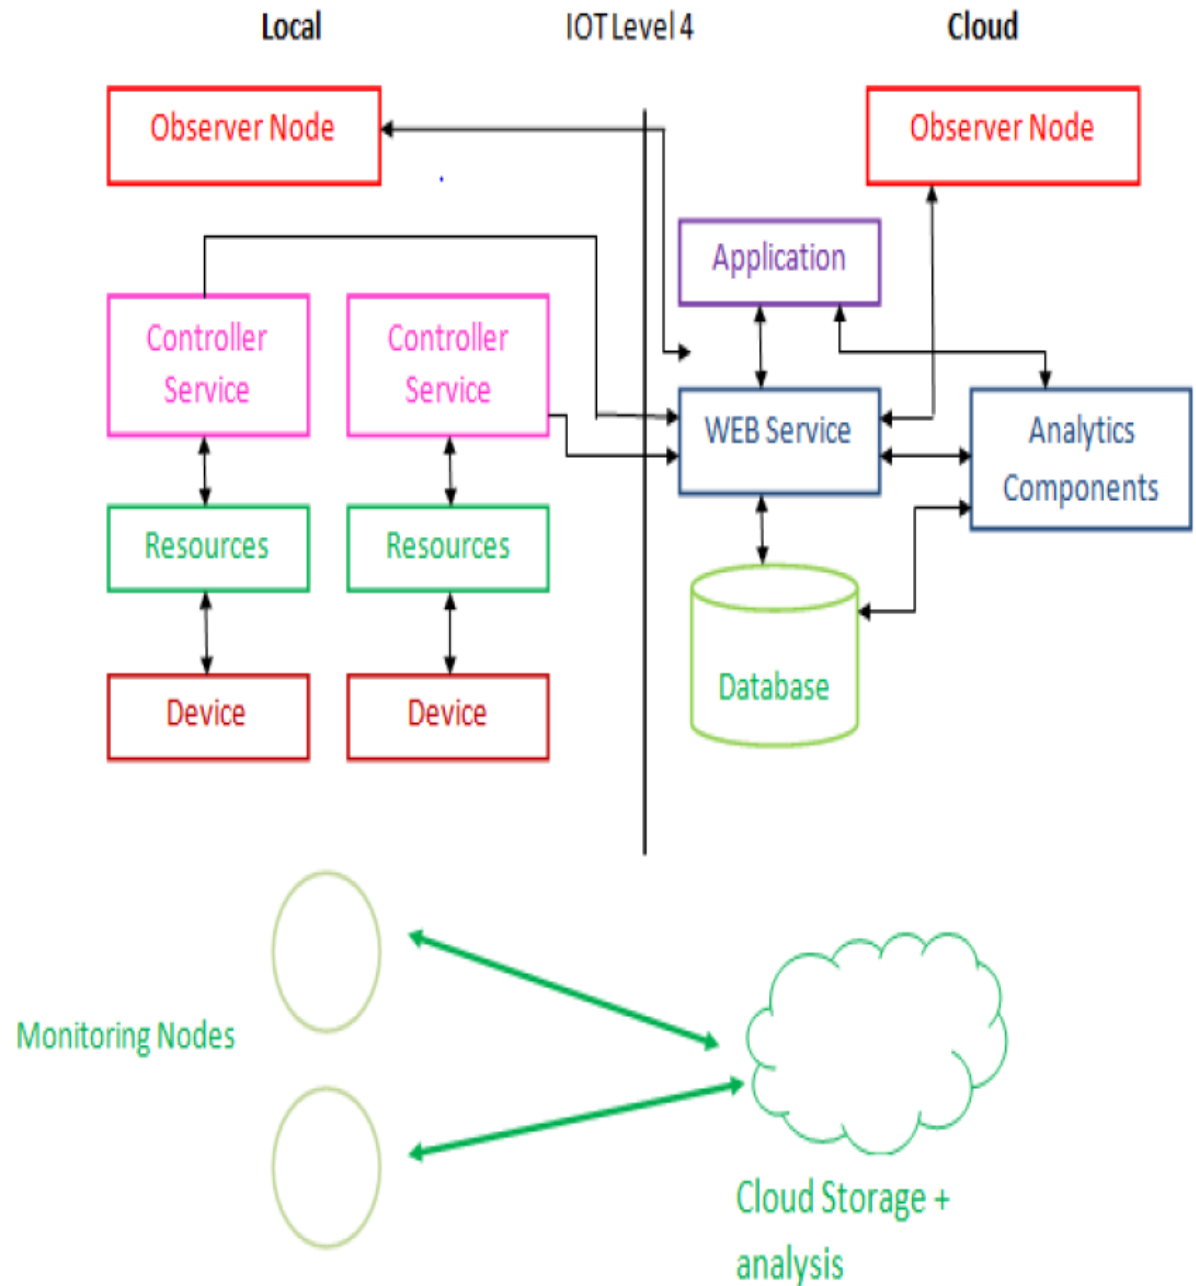 Local IOT Level 4 Cloud
Observer Node Observer Node
Application
Controller Controller
Service Service
WEB Service Analytics
Components
Resources Resources
Database
Device Device
Monitoring Nodes
Cloud Storage +
analysis